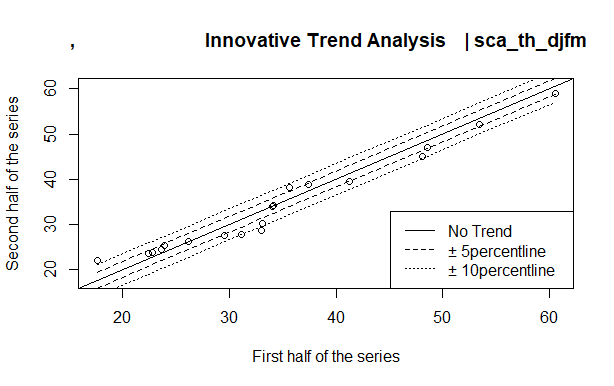 , Innovative Trend Analysis | sca_th_djfm
Second half of the series
60
50
40
30
20
No Trend
± 5percentline
± 10percentline
20 30 40 50 60
First half of the series